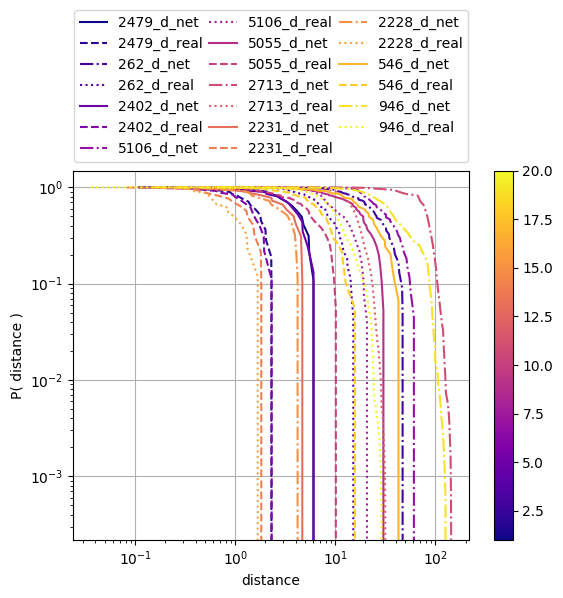 2479_d_net 5106_d_real 2228_d_net
2479_d_real 5055_d_net 2228_d_real
262_d_net 5055_d_real 546_d_net
262_d_real 2713_d_net 546_d_real
2402_d_net 2713_d_real 946_d_net
2402_d_real 2231_d_net 946_d_real
5106_d_net 2231_d_real
10⁰
10⁻¹
10⁻²
10⁻³
P( distance )
10⁻¹ 10⁰ 10¹ 10²
distance
20.0
17.5
15.0
12.5
10.0
7.5
5.0
2.5